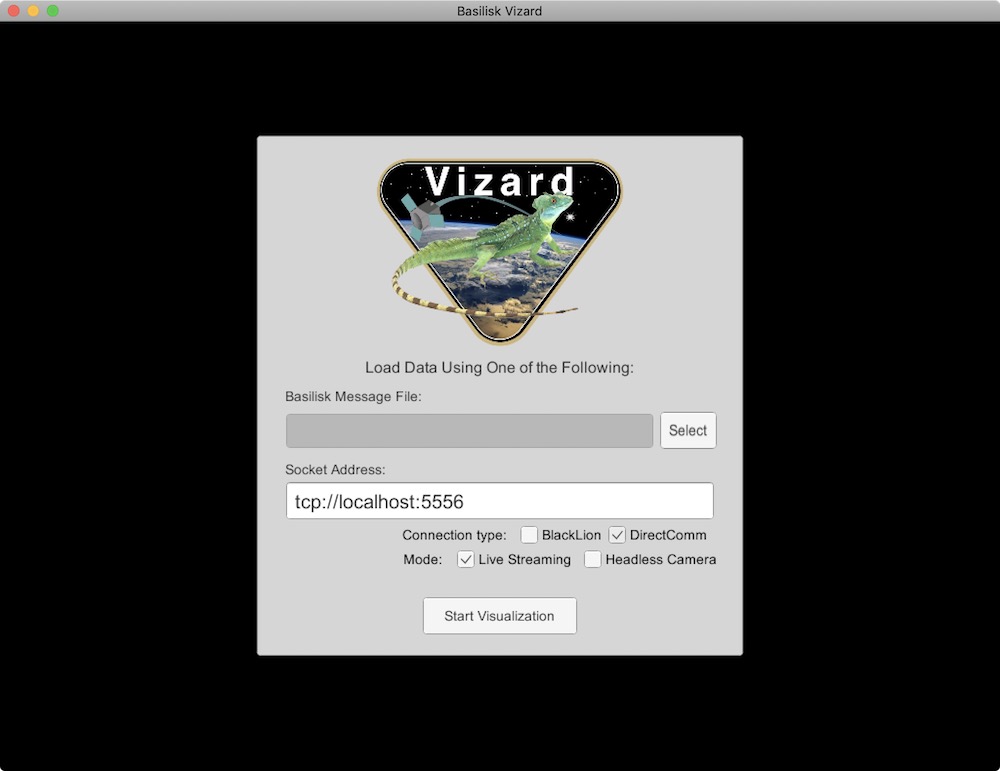 Basilisk Vizard
Vizard
Load Data Using One of the Following:
Basilisk Message File:
Select
Socket Address:
tcp://localhost:5556
Connection type: BlackLion DirectComm
Mode: Live Streaming Headless Camera
Start Visualization